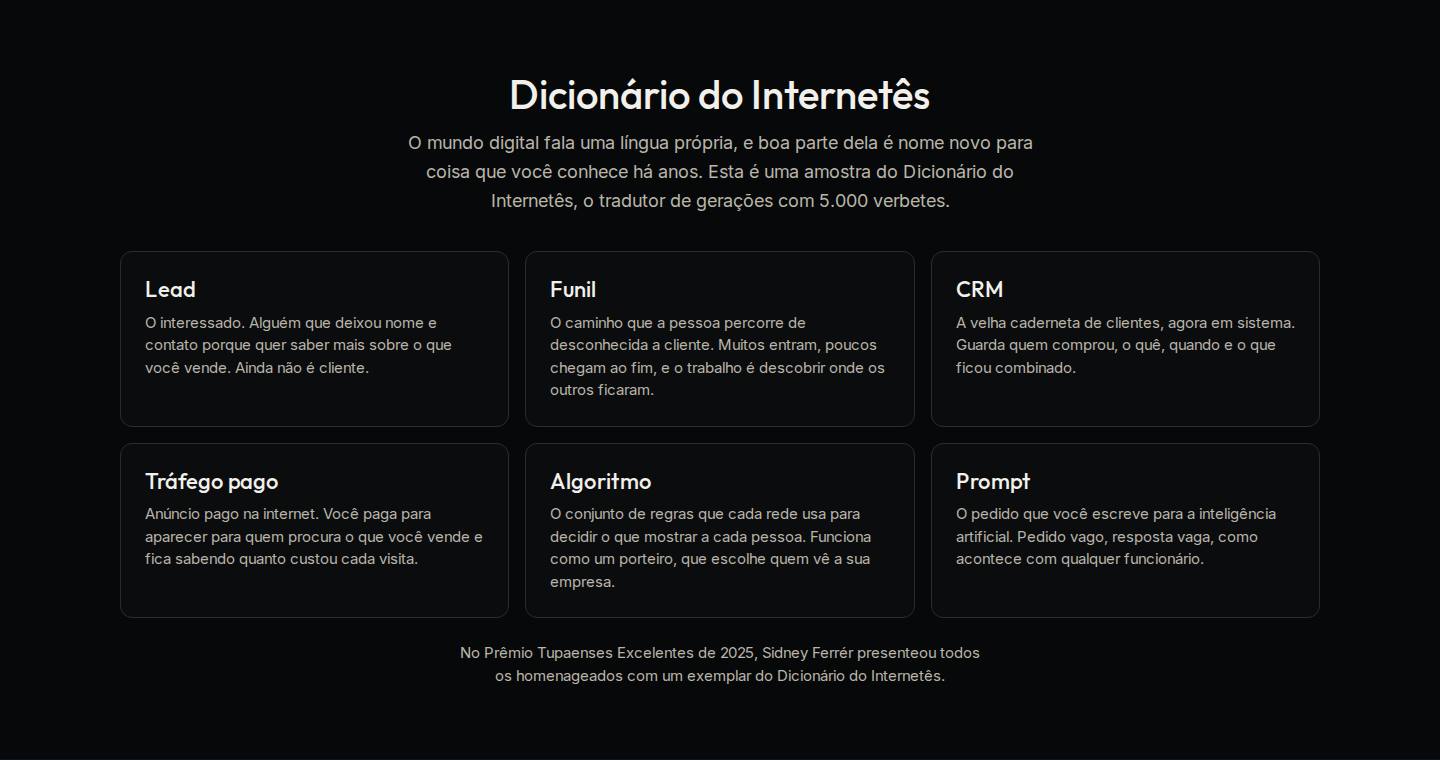 Dicionário do Internetês
O mundo digital fala uma língua própria, e boa parte dela é nome novo para
coisa que você conhece há anos. Esta é uma amostra do Dicionário do
Internetês, o tradutor de gerações com 5.000 verbetes.
Lead
O interessado. Alguém que deixou nome e
contato porque quer saber mais sobre o que
você vende. Ainda não é cliente.
Funil
O caminho que a pessoa percorre de
desconhecida a cliente. Muitos entram, poucos
chegam ao fim, e o trabalho é descobrir onde os
outros ficaram.
CRM
A velha caderneta de clientes, agora em sistema.
Guarda quem comprou, o quê, quando e o que
ficou combinado.
Tráfego pago
Anúncio pago na internet. Você paga para
aparecer para quem procura o que você vende e
fica sabendo quanto custou cada visita.
Algoritmo
O conjunto de regras que cada rede usa para
decidir o que mostrar a cada pessoa. Funciona
como um porteiro, que escolhe quem vê a sua
empresa.
Prompt
O pedido que você escreve para a inteligência
artificial. Pedido vago, resposta vaga, como
acontece com qualquer funcionário.
No Prêmio Tupaenses Excelentes de 2025, Sidney Ferrér presenteou todos
os homenageados com um exemplar do Dicionário do Internetês.